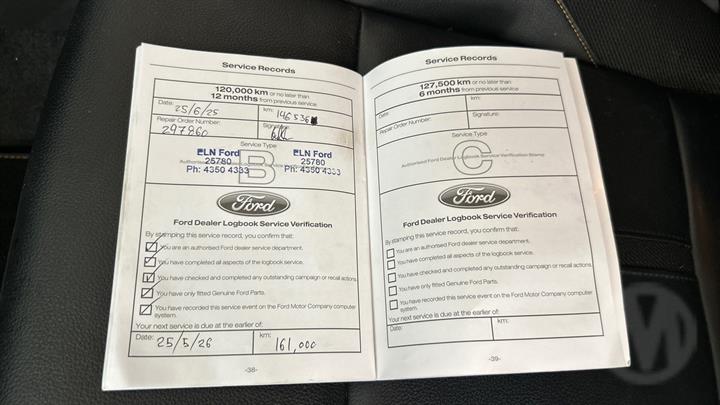 Service Records
120,000 km or no later than
12 months from previous service
Date: 25/6/25
km: 146536
Repair Order Number: 297960
Signature:
Service Type
B
ELN Ford
25780
Ph: 4350 4333
ELN Ford
25780
Ph: 4350 4333
Ford
Ford Dealer Logbook Service Verification
By stamping this service record, you confirm that:
You are an authorised Ford dealer service department.
You have completed all aspects of the logbook service.
You have checked and completed any outstanding campaign or recall actions.
You have only fitted Genuine Ford Parts.
You have recorded this service event on the Ford Motor Company computer
system.
Your next service is due at the earlier of:
Date: 25/5/26
km: 161,000
-38-
Service Records
127,500 km or no later than
6 months from previous service
Date
km:
Repair Order Number:
Signature:
Service Type
C
Authorised Ford Dealer Logbook Service Verification Stamp
Ford
Ford Dealer Logbook Service Verification
By stamping this service record, you confirm that:
You are an authorised Ford dealer service department.
You have completed all aspects of the logbook service.
You have checked and completed any outstanding campaign or recall actions.
You have only fitted Genuine Ford Parts.
You have recorded this service event on the Ford Motor Company computer
system.
Your next service is due at the earlier of:
Date:
km:
-39-